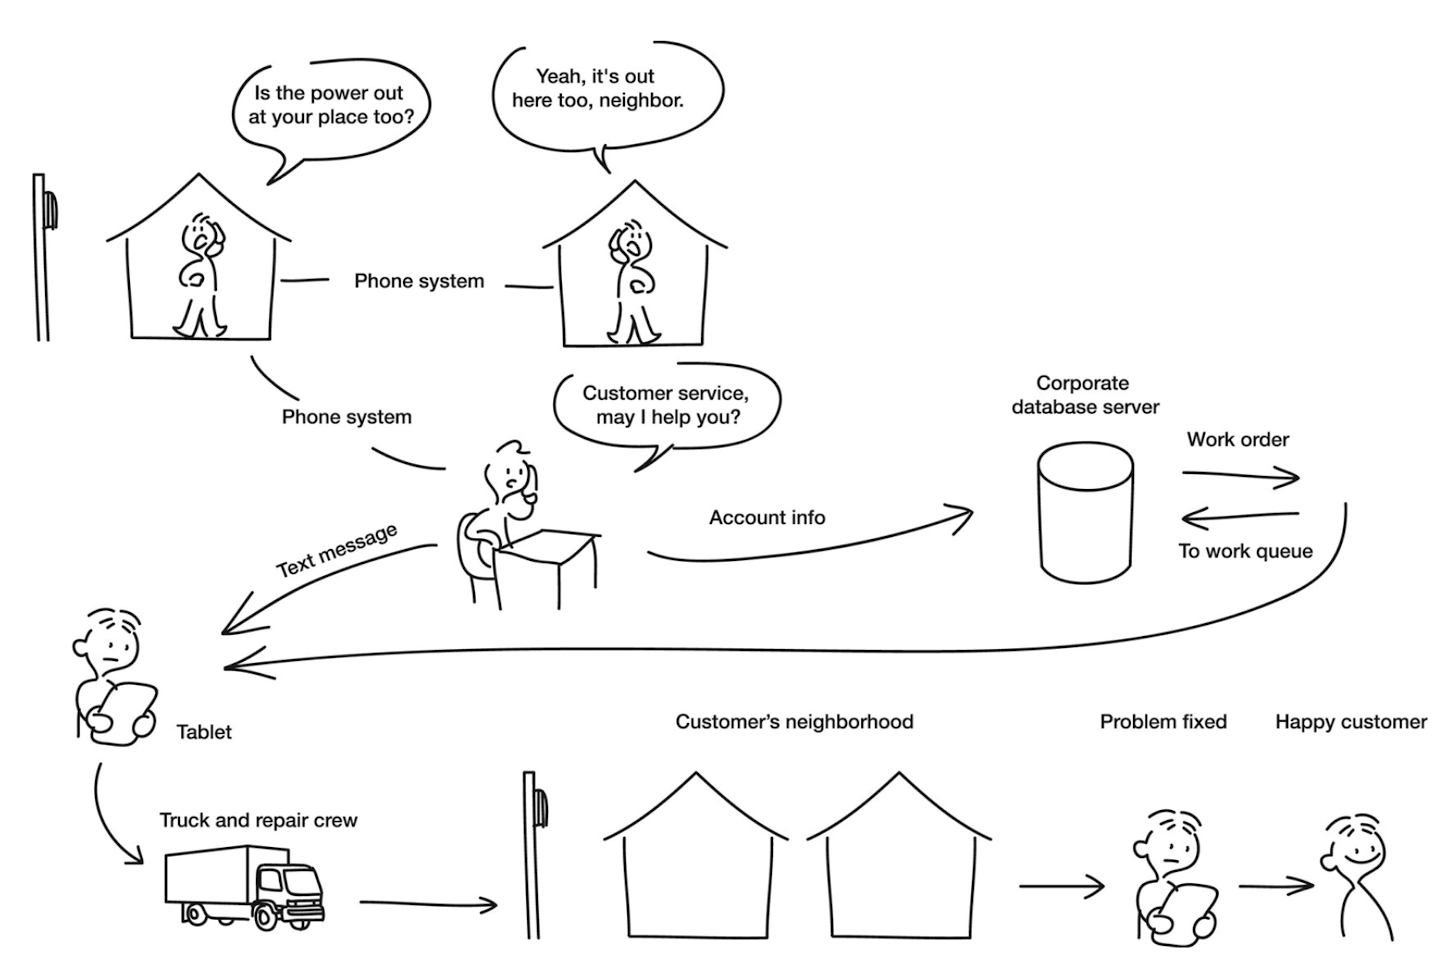 Is the power out
at your place too?
Yeah, it's out
here too, neighbor.
Phone system
Phone system
Customer service,
may I help you?
Corporate
database server
Work order
To work queue
Account info
Text message
Tablet
Truck and repair crew
Customer’s neighborhood
Problem fixed
Happy customer